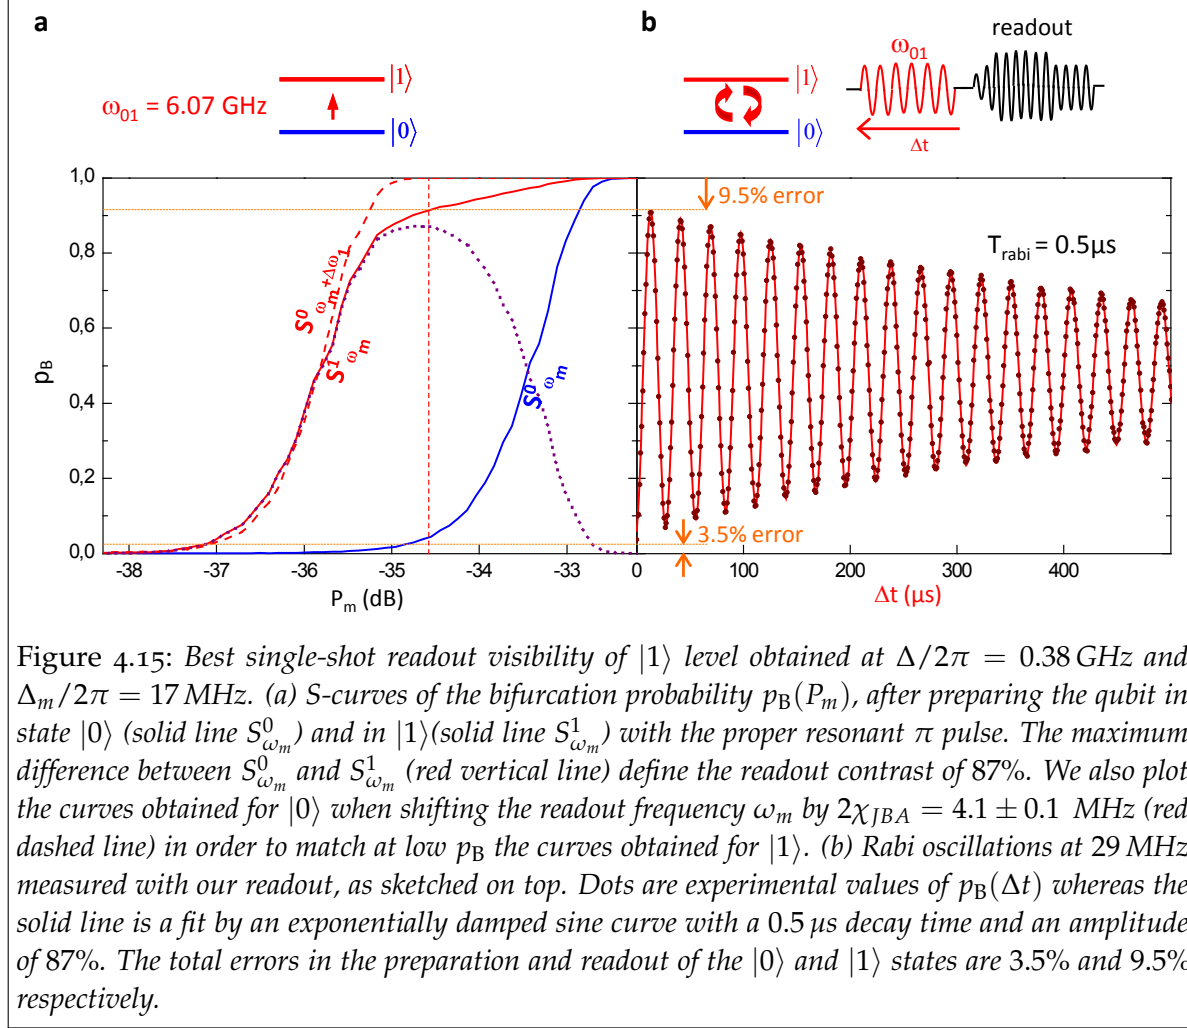 a
b
readout
ω01
|1⟩
|1⟩
ω01 = 6.07 GHz
|0⟩
|0⟩
Δt
1,0
0,8
0,6
0,4
0,2
0,0
pB
S0ωm+Δω1
S1ωm
S0ωm
9.5% error
Trabi = 0.5µs
3.5% error
-38 -37 -36 -35 -34 -33
0 100 200 300 400
Pm (dB)
Δt (µs)
Figure 4.15: Best single-shot readout visibility of |1⟩ level obtained at Δ/2π = 0.38 GHz and
Δm/2π = 17 MHz. (a) S-curves of the bifurcation probability pB(Pm), after preparing the qubit in
state |0⟩ (solid line S0ωm) and in |1⟩(solid line S1ωm) with the proper resonant π pulse. The maximum
difference between S0ωm and S1ωm (red vertical line) define the readout contrast of 87%. We also plot
the curves obtained for |0⟩ when shifting the readout frequency ωm by 2χJBA = 4.1 ± 0.1 MHz (red
dashed line) in order to match at low pB the curves obtained for |1⟩. (b) Rabi oscillations at 29 MHz
measured with our readout, as sketched on top. Dots are experimental values of pB(Δt) whereas the
solid line is a fit by an exponentially damped sine curve with a 0.5 µs decay time and an amplitude
of 87%. The total errors in the preparation and readout of the |0⟩ and |1⟩ states are 3.5% and 9.5%
respectively.